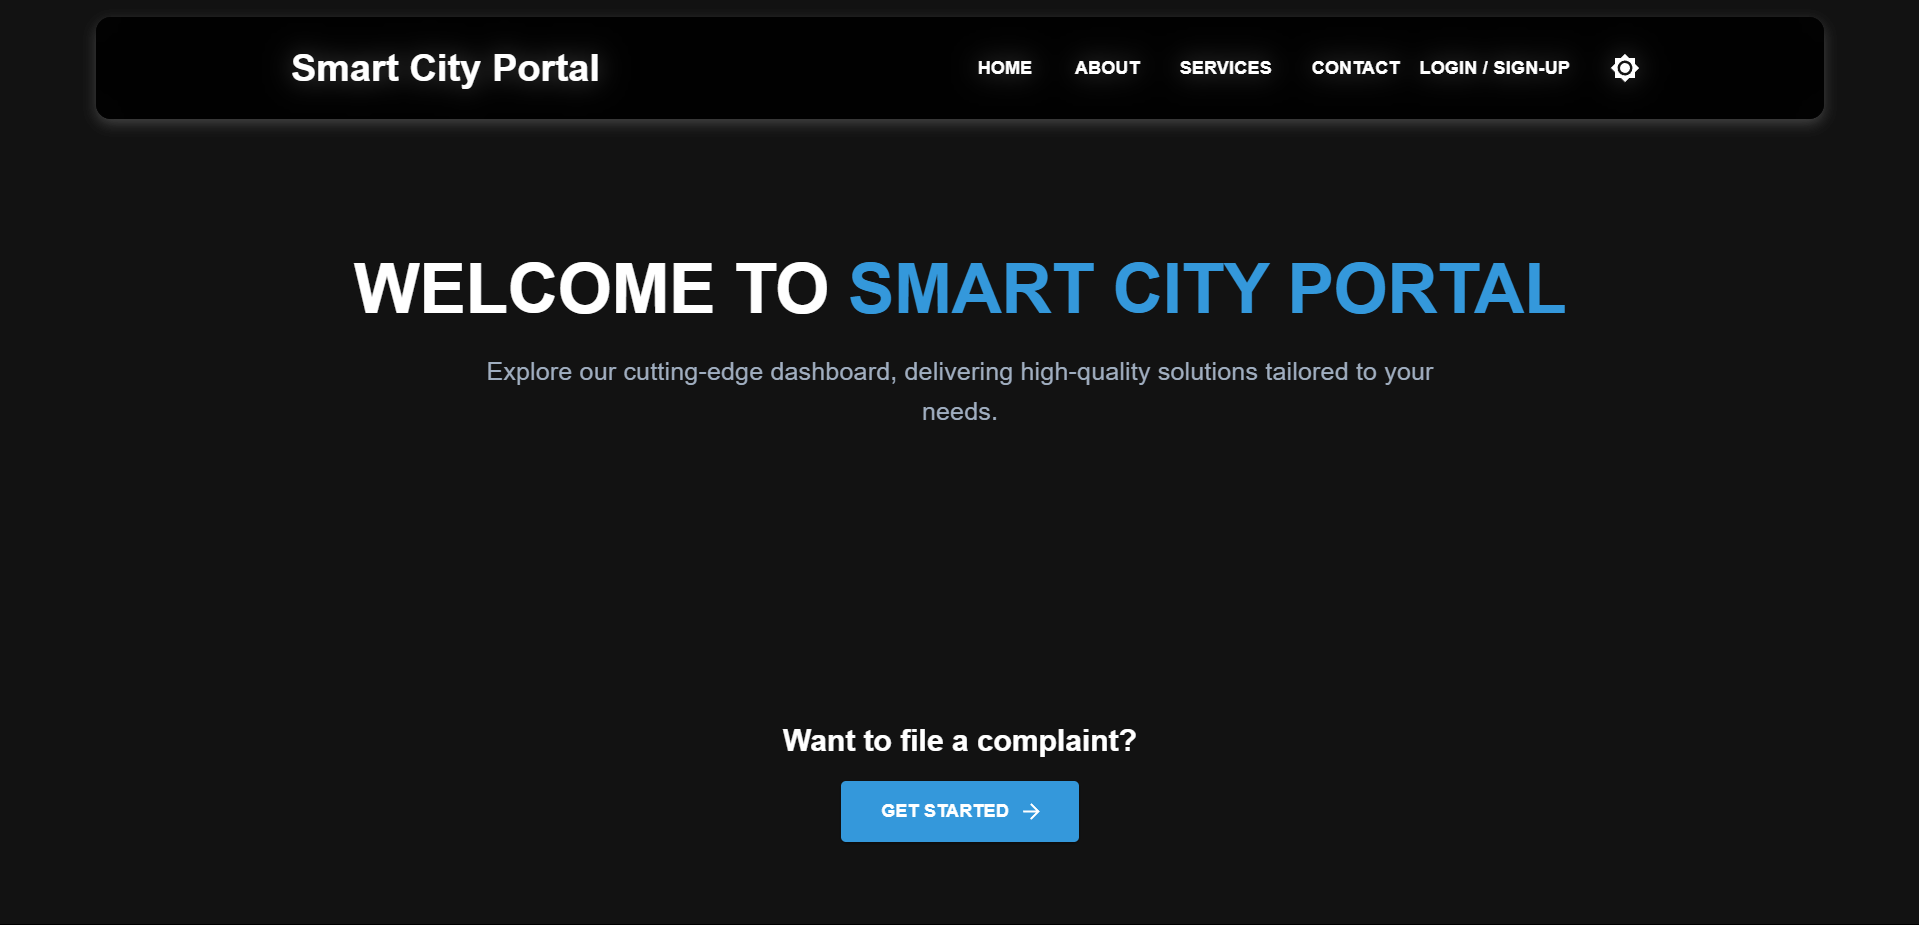 Smart City Portal
HOME ABOUT SERVICES CONTACT LOGIN / SIGN-UP
WELCOME TO SMART CITY PORTAL
Explore our cutting-edge dashboard, delivering high-quality solutions tailored to your
needs.
Want to file a complaint?
GET STARTED